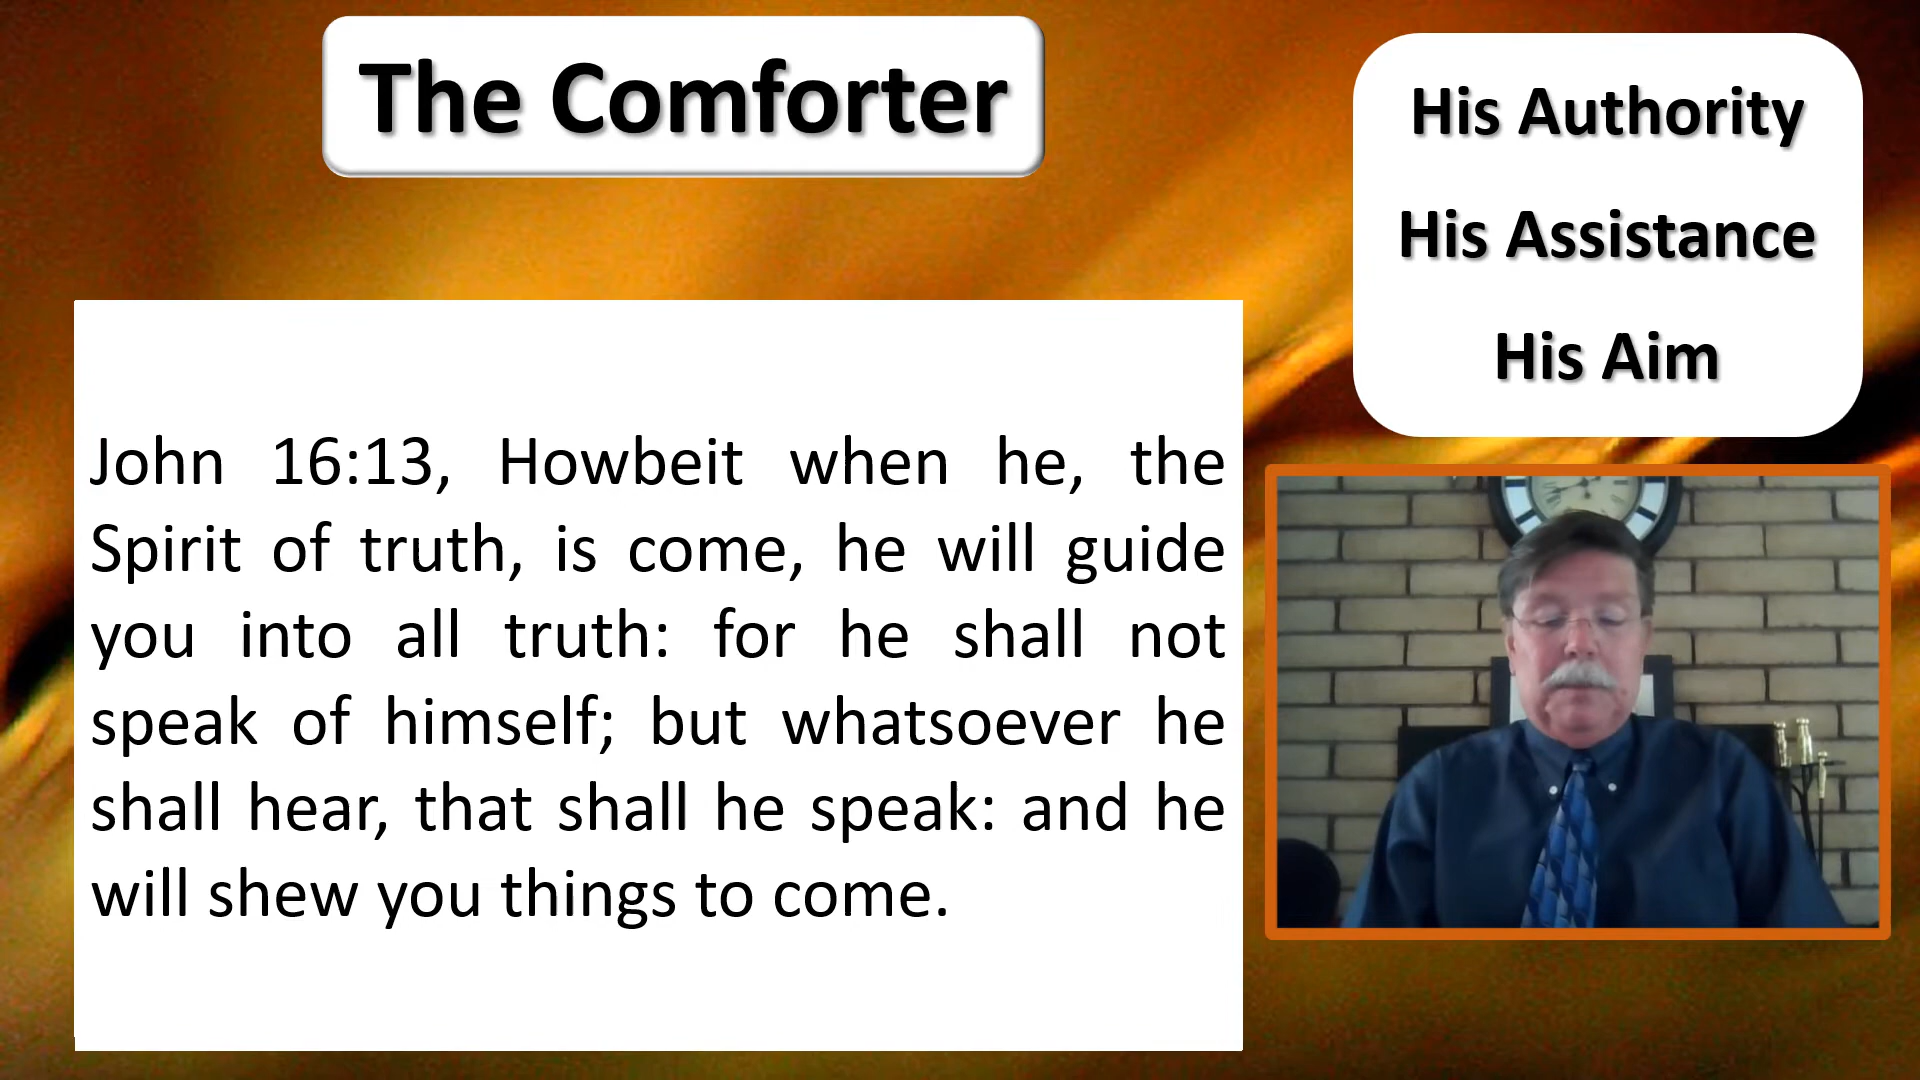 The Comforter
His Authority
His Assistance
His Aim
John 16:13, Howbeit when he, the
Spirit of truth, is come, he will guide
you into all truth: for he shall not
speak of himself; but whatsoever he
shall hear, that shall he speak: and he
will shew you things to come.